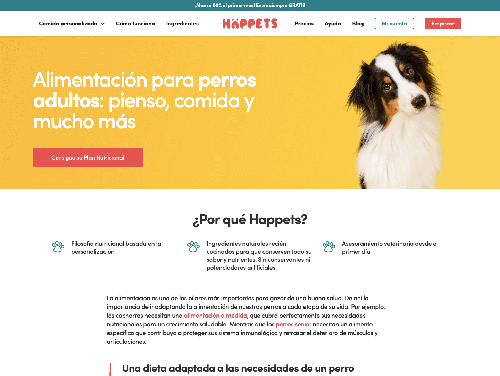 ¡Ahorra 50% el primer mes! Envío siempre GRATIS
Comida personalizada Cómo funciona Ingredientes HAPPETS Precios Ayuda Blog Mi cuenta Empezar
Alimentación para perros
adultos: pienso, comida y
mucho más
Consigue su Plan Nutricional
¿Por qué Happets?
Filosofía nutricional basada en la
personalización
Ingredientes naturales recién
cocinados para que conserven todo su
sabor y nutrientes. Sin conservantes ni
potenciadores artificiales.
Asesoramiento veterinario desde el
primer día
La alimentación es uno de los pilares más importantes para gozar de una buena salud. De ahí la
importancia de ir adaptando la alimentación de nuestros perros a cada etapa de su vida. Por ejemplo,
los cachorros necesitan una alimentación a medida, que cubra perfectamente sus necesidades
nutricionales para un crecimiento saludable. Mientras que los perros senior necesitan un alimento
específico que contribuya a proteger su sistema inmunológico y retrasar el deterioro de músculos y
articulaciones.
Una dieta adaptada a las necesidades de un perro